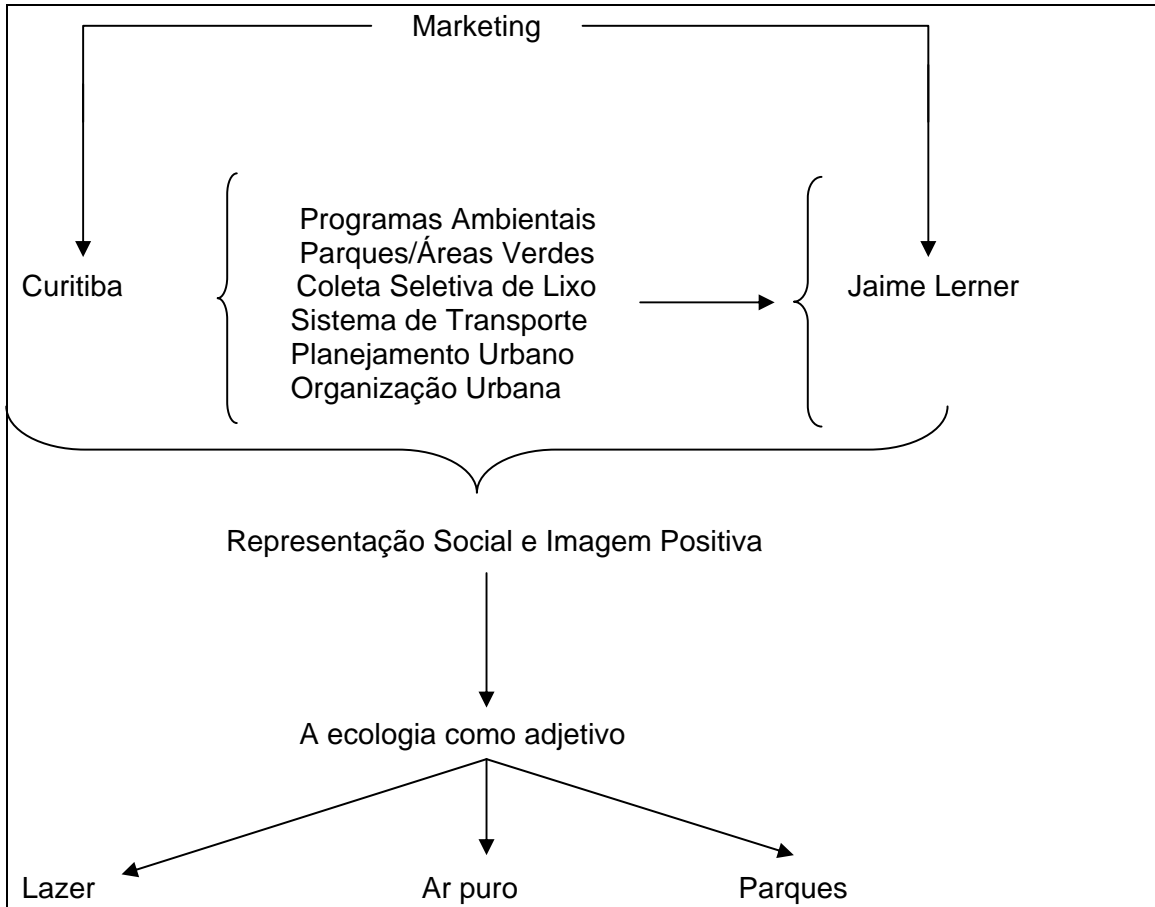 Marketing
Programas Ambientais
Parques/Áreas Verdes
Curitiba
Coleta Seletiva de Lixo
Jaime Lerner
Sistema de Transporte
Planejamento Urbano
Organização Urbana
Representação Social e Imagem Positiva
A ecologia como adjetivo
Lazer
Ar puro
Parques